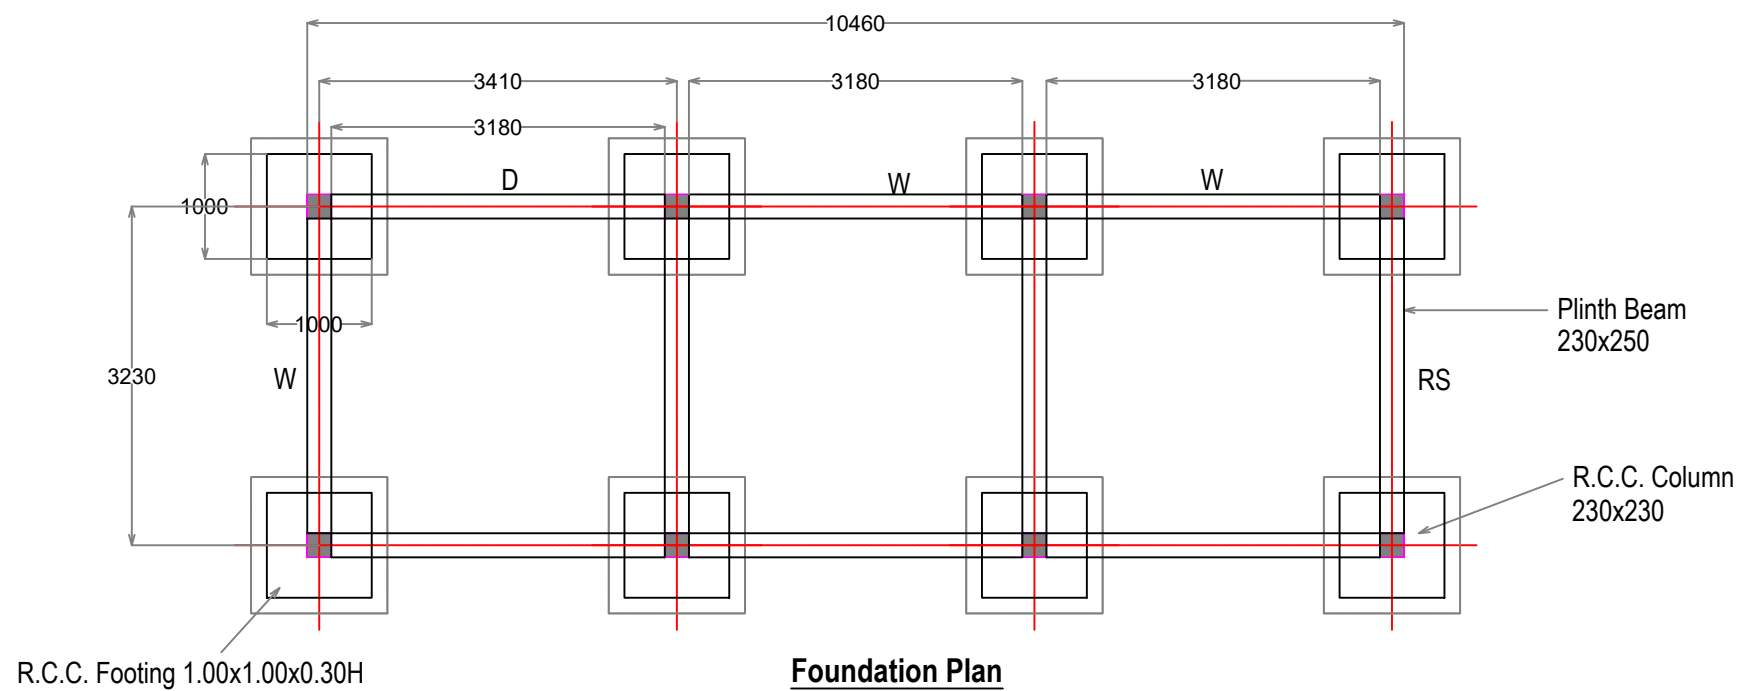 10460
3410
3180
3180
3180
D
W
W
1000
1000
3230
W
RS
Plinth Beam
230x250
R.C.C. Column
230x230
R.C.C. Footing 1.00x1.00x0.30H
Foundation Plan